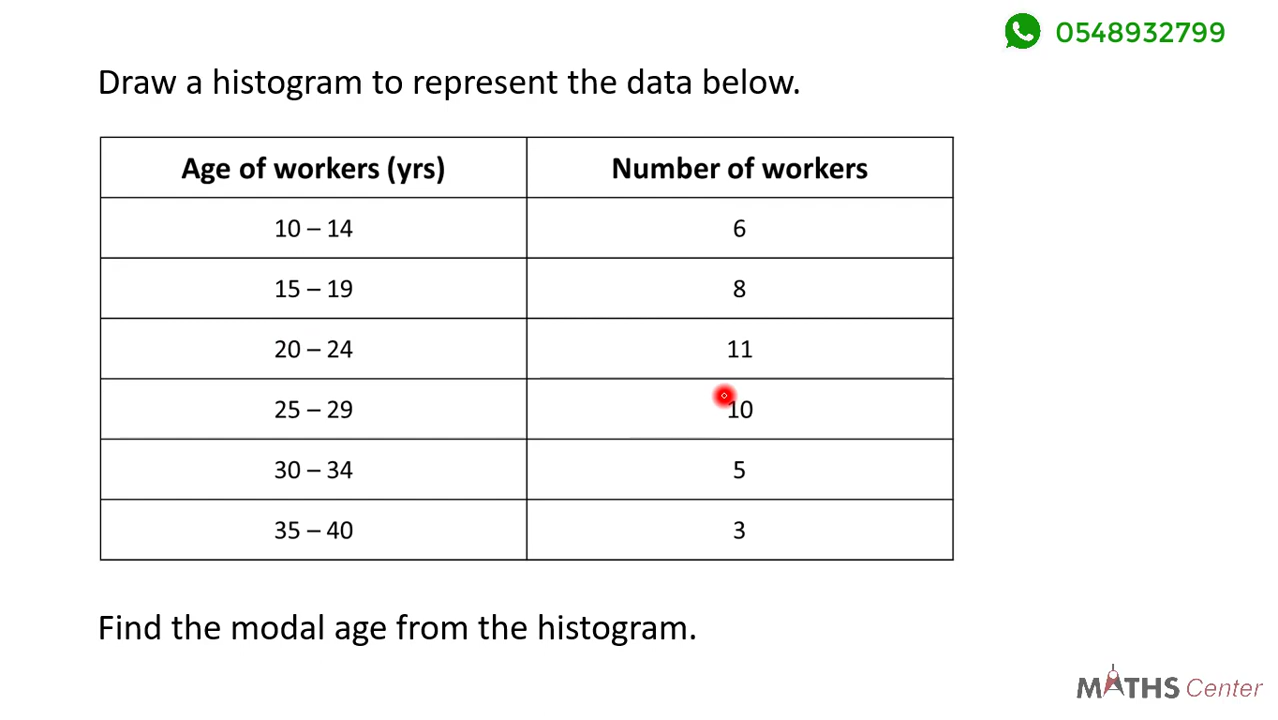 0548932799
Draw a histogram to represent the data below.
Age of workers (yrs) Number of workers
10 – 14 6
15 – 19 8
20 – 24 11
25 – 29 10
30 – 34 5
35 – 40 3
Find the modal age from the histogram.
MATHS Center